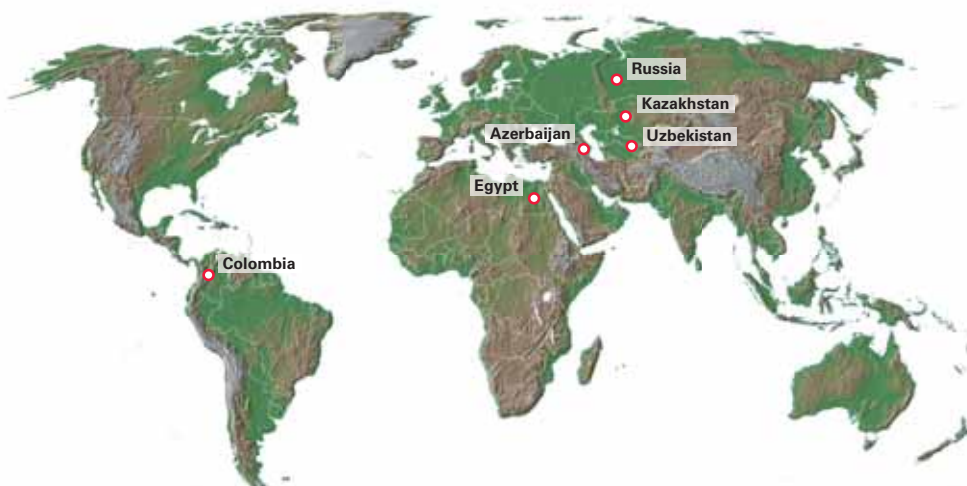 Russia
Kazakhstan
Azerbaijan
Uzbekistan
Egypt
Colombia